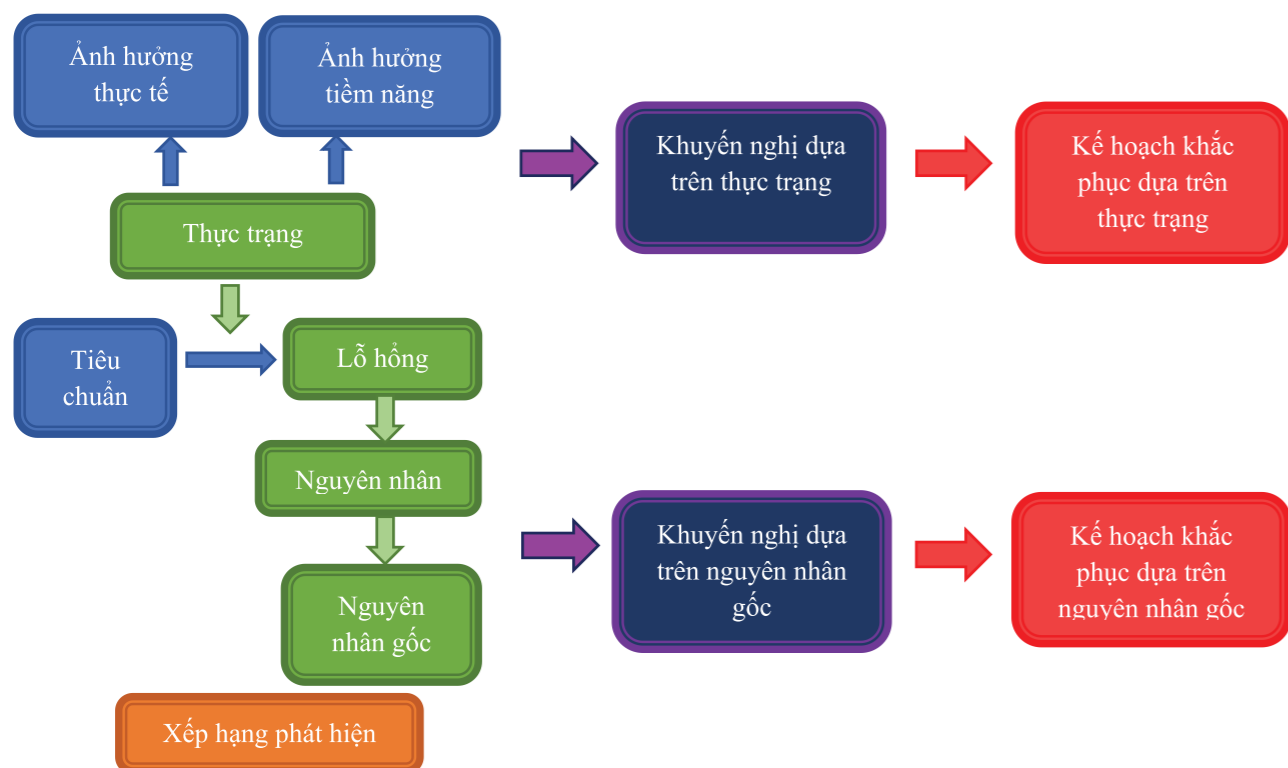 Ảnh hưởng
thực tế
Ảnh hưởng
tiềm năng
Khuyến nghị dựa
trên thực trạng
Kế hoạch khắc
phục dựa trên
thực trạng
Thực trạng
Tiêu
chuẩn
Lỗ hổng
Nguyên nhân
Khuyến nghị dựa
trên nguyên nhân
gốc
Kế hoạch khắc
phục dựa trên
nguyên nhân gốc
Nguyên
nhân gốc
Xếp hạng phát hiện